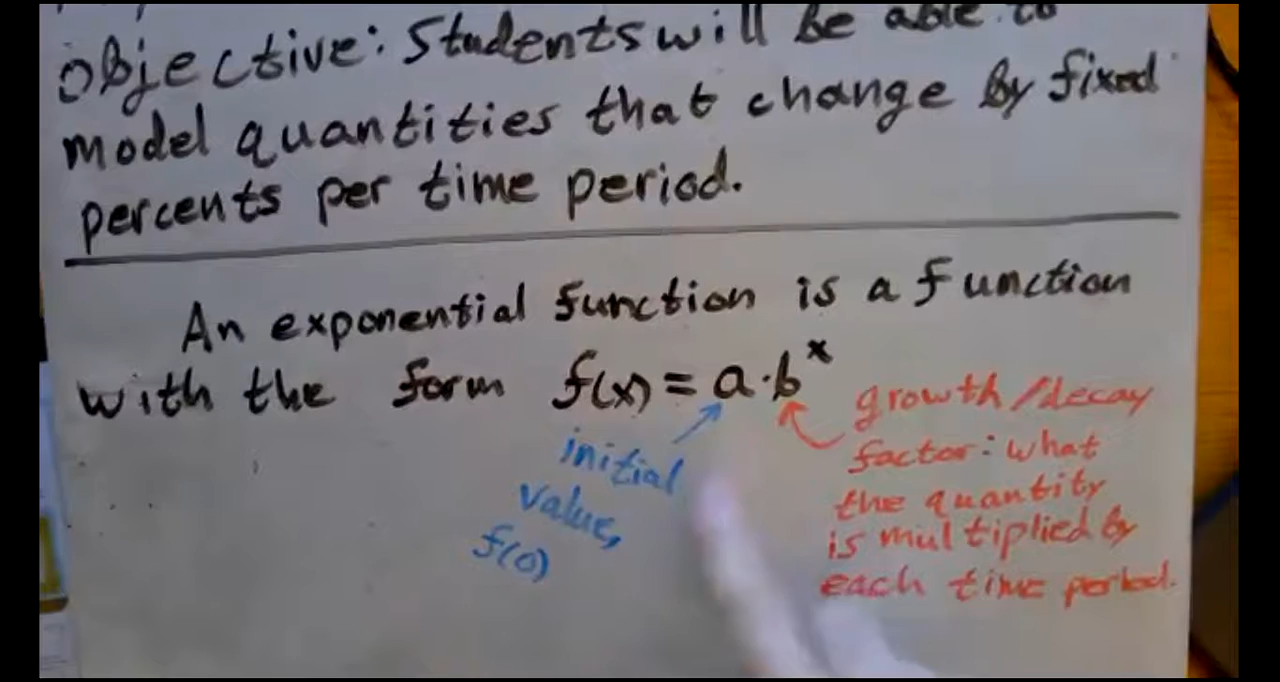 objective: Students will be able to
model quantities that change by fixed
percents per time period.
An exponential function is a function
with the form f(x) = a·bˣ
initial
value,
f(0)
growth/decay
factor: what
the quantity
is multiplied by
each time period.